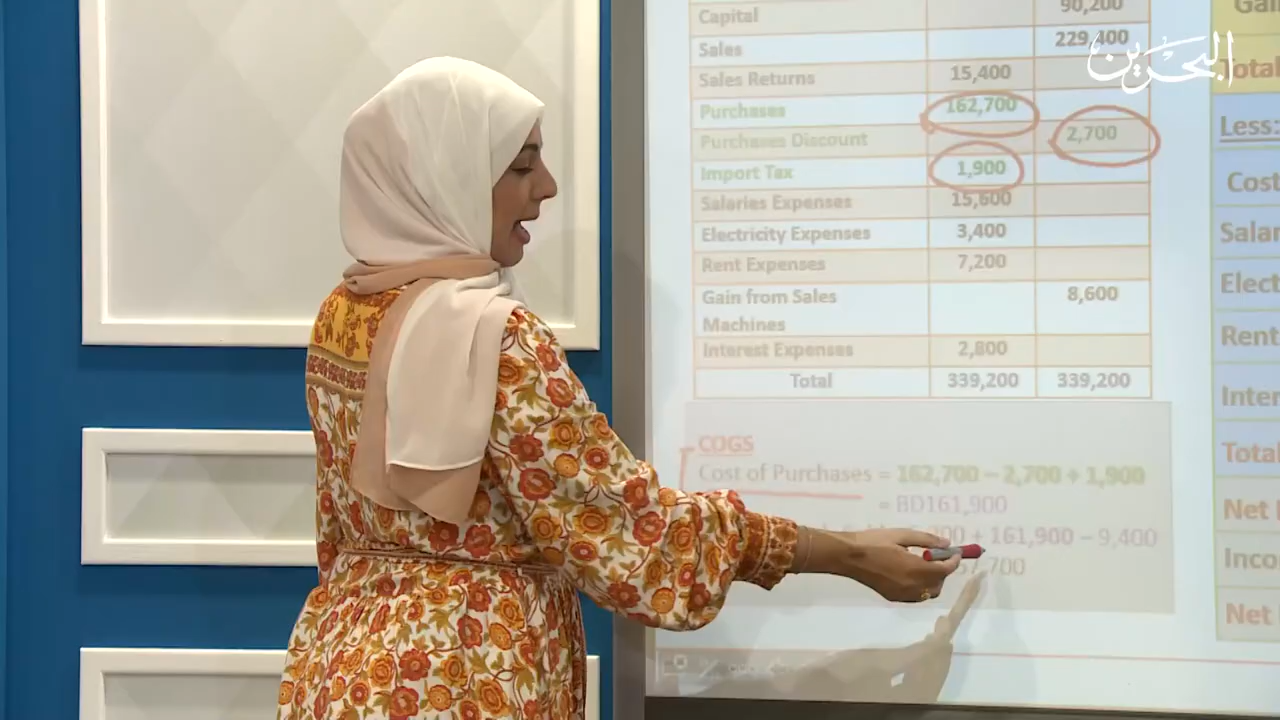 Capital 90,200
Sales 229,400
Sales Returns 15,400
Purchases 162,700
Purchases Discount 2,700
Import Tax 1,900
Salaries Expenses 15,600
Electricity Expenses 3,400
Rent Expenses 7,200
Gain from Sales Machines 8,600
Interest Expenses 2,800
Total 339,200 339,200
COGS
Cost of Purchases = 162,700 – 2,700 + 1,900
= BD161,900
+ 161,900 – 9,400
البحرين
Gai
Total
Less:
Cost
Salar
Elect
Rent
Inter
Total
Net
Inco
Net